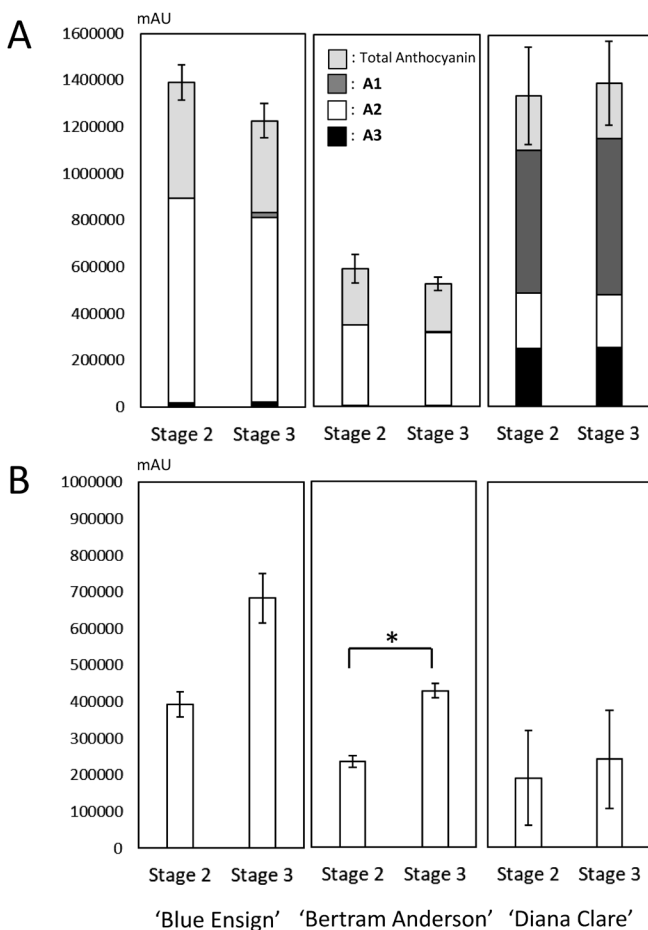 A
mAU
1600000
1400000
1200000
1000000
800000
600000
400000
200000
0
: Total Anthocyanin
: A1
: A2
: A3
Stage 2 Stage 3 Stage 2 Stage 3 Stage 2 Stage 3
B
mAU
1000000
900000
800000
700000
600000
500000
400000
300000
200000
100000
0
*
Stage 2 Stage 3 Stage 2 Stage 3 Stage 2 Stage 3
‘Blue Ensign’ ‘Bertram Anderson’ ‘Diana Clare’